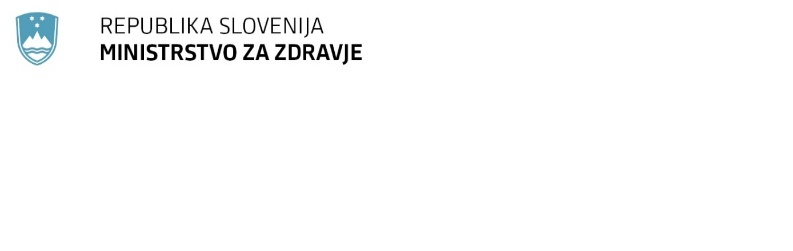 REPUBLIKA SLOVENIJA
MINISTRSTVO ZA ZDRAVJE